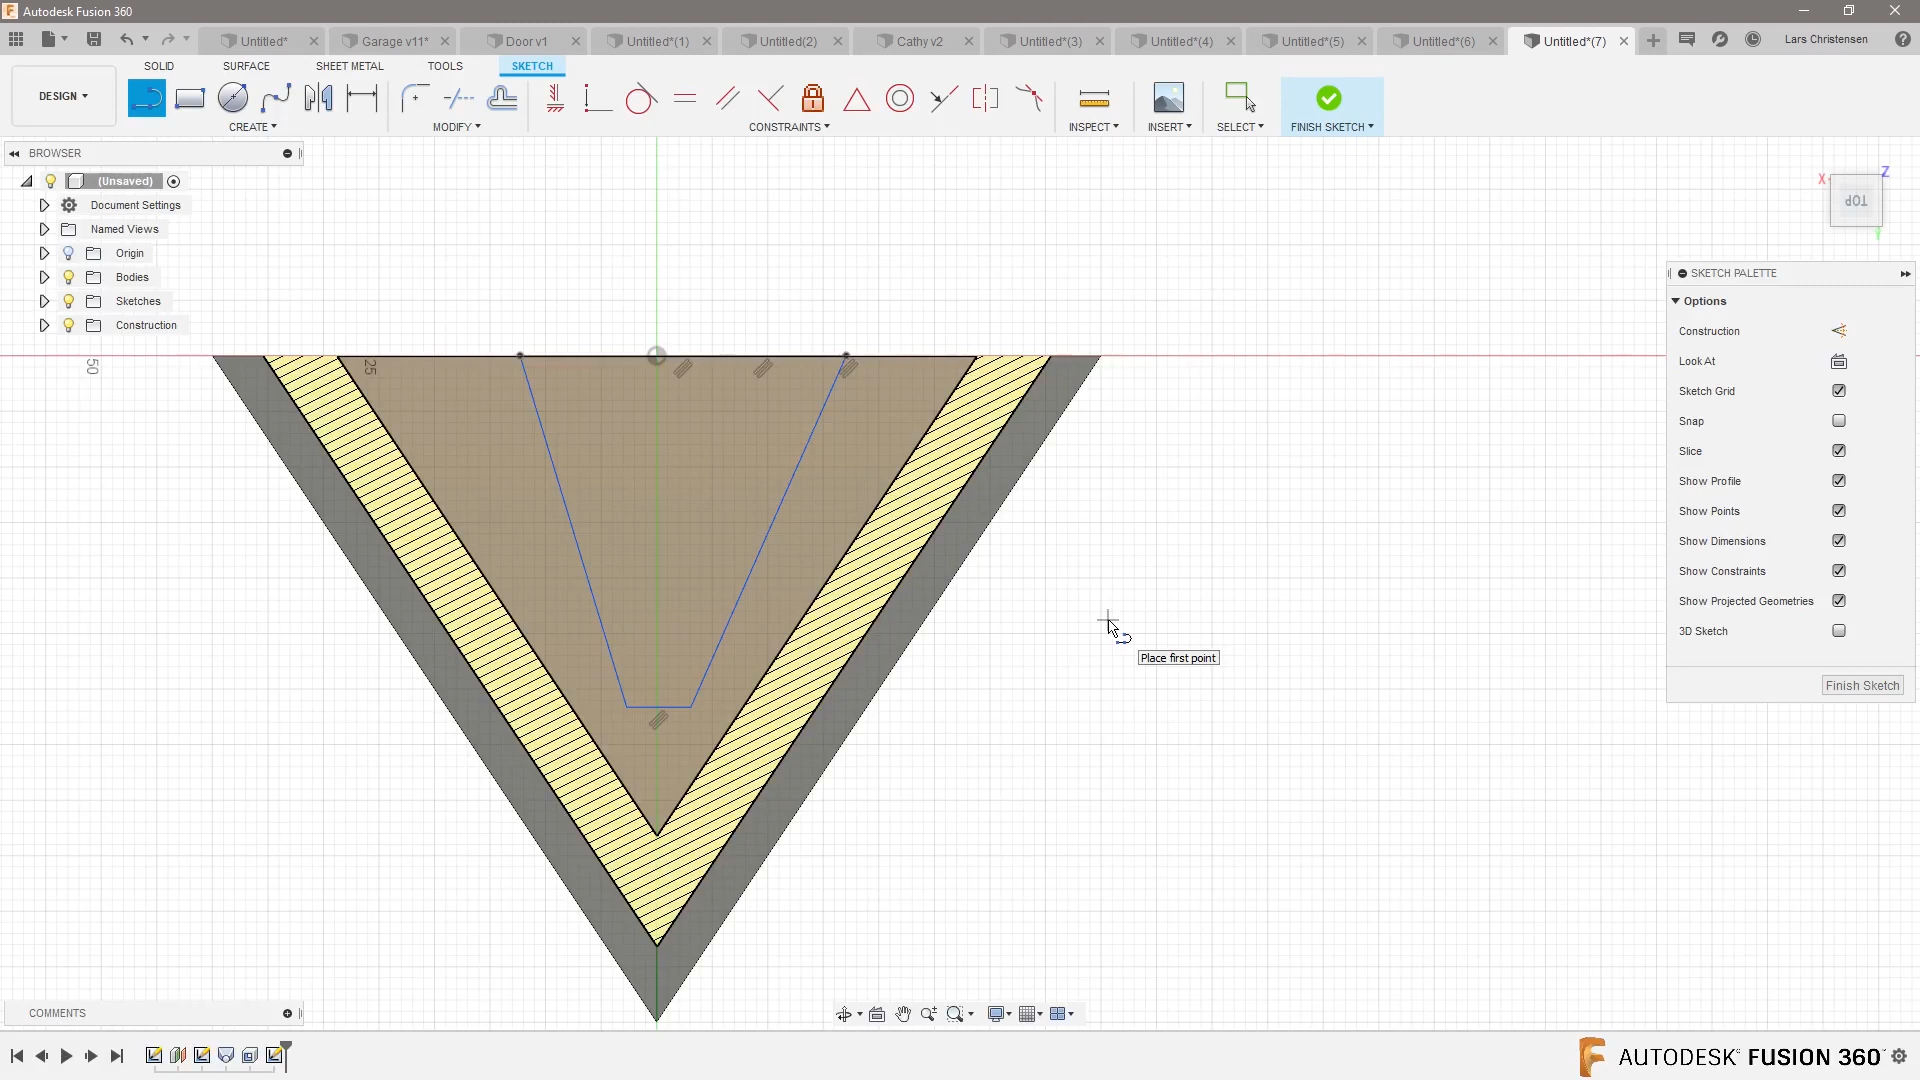 Autodesk Fusion 360
Untitled*
Garage v11*
Door v1
Untitled*(1)
Untitled(2)
Cathy v2
Untitled*(3)
Untitled*(4)
Untitled*(5)
Untitled*(6)
Untitled*(7)
Lars Christensen
SOLID
SURFACE
SHEET METAL
TOOLS
SKETCH
DESIGN
CREATE
MODIFY
CONSTRAINTS
INSPECT
INSERT
SELECT
FINISH SKETCH
BROWSER
(Unsaved)
Document Settings
Named Views
Origin
Bodies
Sketches
Construction
50
25
X
Z
TOP
SKETCH PALETTE
Options
Construction
Look At
Sketch Grid
Snap
Slice
Show Profile
Show Points
Show Dimensions
Show Constraints
Show Projected Geometries
3D Sketch
Finish Sketch
Place first point
COMMENTS
AUTODESK FUSION 360